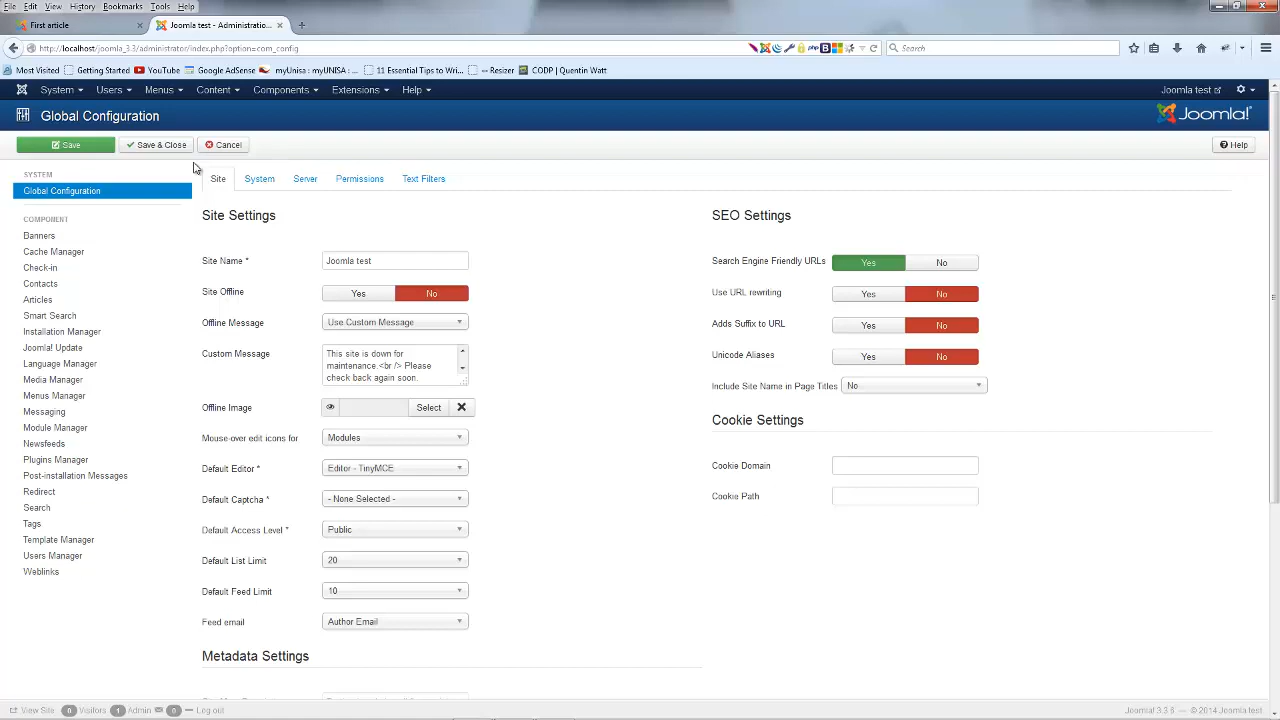 File Edit View History Bookmarks Tools Help
First article × Joomla test - Administratio... × +
http://localhost/joomla_3.3/administrator/index.php?option=com_config php B Search
Most Visited Getting Started YouTube Google AdSense myUnisa : myUNISA ... 11 Essential Tips to Wri... -- Resizer CODP | Quentin Watt
System Users Menus Content Components Extensions Help Joomla test
Global Configuration Joomla!
Save Save & Close Cancel Help
SYSTEM
Global Configuration
COMPONENT
Banners
Cache Manager
Check-in
Contacts
Articles
Smart Search
Installation Manager
Joomla! Update
Language Manager
Media Manager
Menus Manager
Messaging
Module Manager
Newsfeeds
Plugins Manager
Post-installation Messages
Redirect
Search
Tags
Template Manager
Users Manager
Weblinks
Site System Server Permissions Text Filters
Site Settings
Site Name * Joomla test
Site Offline Yes No
Offline Message Use Custom Message
Custom Message This site is down for
maintenance.<br /> Please
check back again soon.
Offline Image Select
Mouse-over edit icons for Modules
Default Editor * Editor - TinyMCE
Default Captcha * - None Selected -
Default Access Level * Public
Default List Limit 20
Default Feed Limit 10
Feed email Author Email
Metadata Settings
SEO Settings
Search Engine Friendly URLs Yes No
Use URL rewriting Yes No
Adds Suffix to URL Yes No
Unicode Aliases Yes No
Include Site Name in Page Titles No
Cookie Settings
Cookie Domain
Cookie Path
View Site 0 Visitors 1 Admin 0 Log out Joomla! 3.3.6 — © 2014 Joomla test